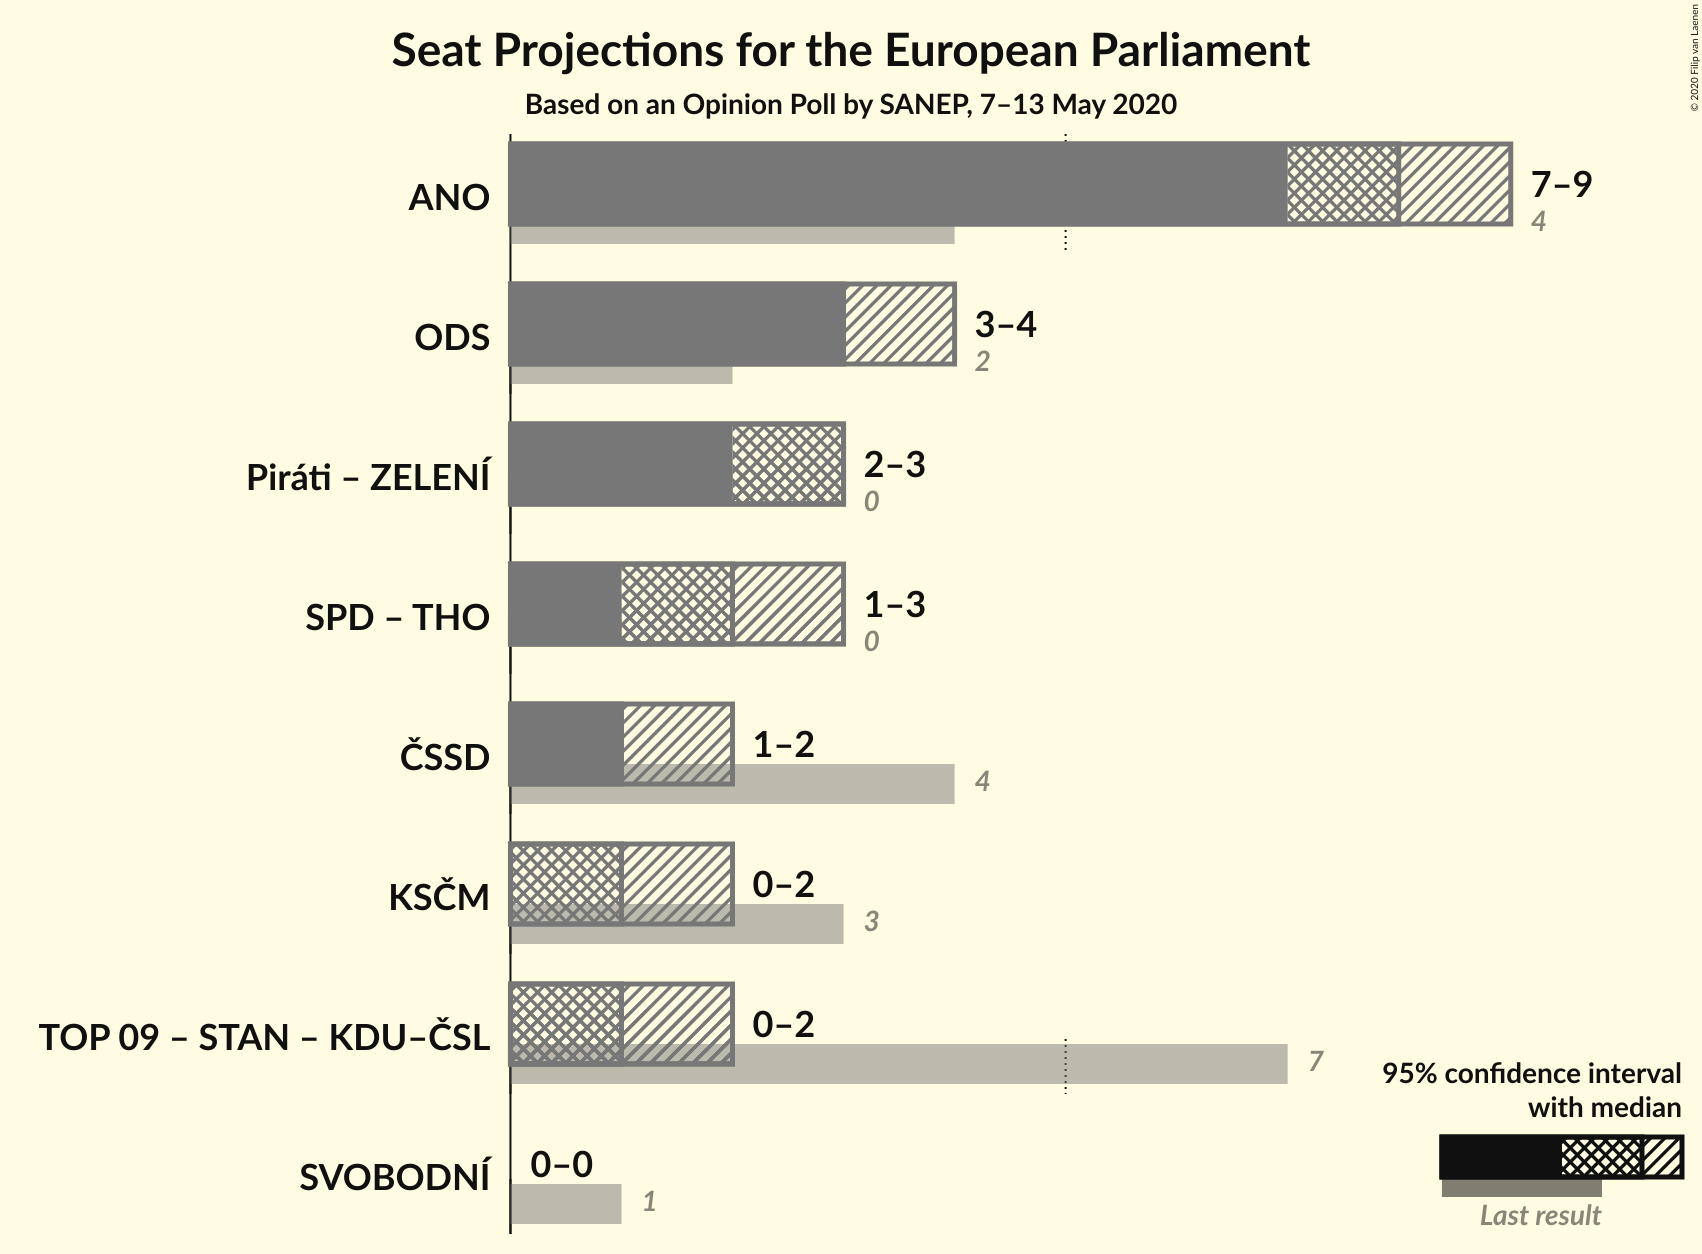 Seat Projections for the European Parliament
Based on an Opinion Poll by SANEP, 7–13 May 2020
© 2020 Filip van Laenen
ANO
7–9
4
ODS
3–4
2
Piráti – ZELENÍ
2–3
0
SPD – THO
1–3
0
ČSSD
1–2
4
KSČM
0–2
3
TOP 09 – STAN – KDU–ČSL
0–2
7
SVOBODNÍ
0–0
1
95% confidence interval
with median
Last result